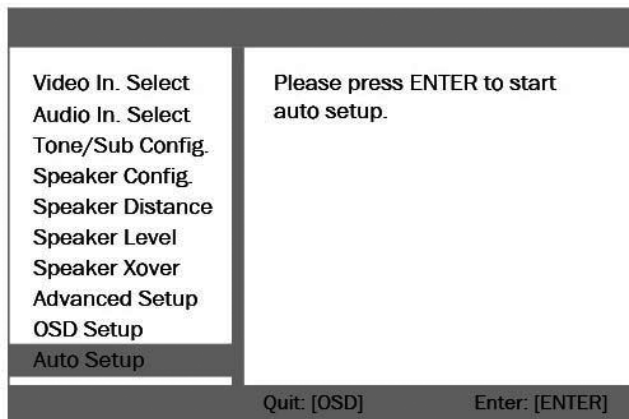 Video In. Select
Audio In. Select
Tone/Sub Config.
Speaker Config.
Speaker Distance
Speaker Level
Speaker Xover
Advanced Setup
OSD Setup
Auto Setup
Please press ENTER to start
auto setup.
Quit: [OSD]
Enter: [ENTER]